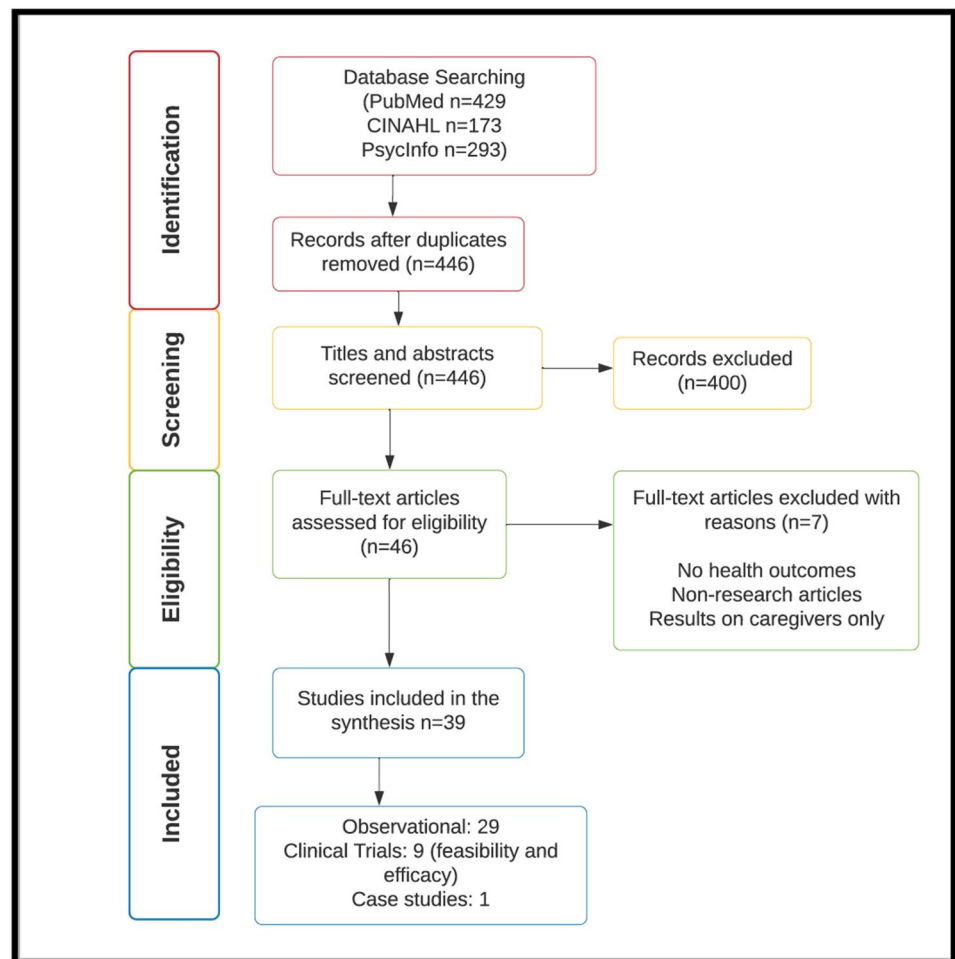 Identification
Database Searching
(PubMed n=429
CINAHL n=173
PsycInfo n=293)
Records after duplicates
removed (n=446)
Screening
Titles and abstracts
screened (n=446)
Records excluded
(n=400)
Eligibility
Full-text articles
assessed for eligibility
(n=46)
Full-text articles excluded with
reasons (n=7)
No health outcomes
Non-research articles
Results on caregivers only
Included
Studies included in the
synthesis n=39
Observational: 29
Clinical Trials: 9 (feasibility and
efficacy)
Case studies: 1